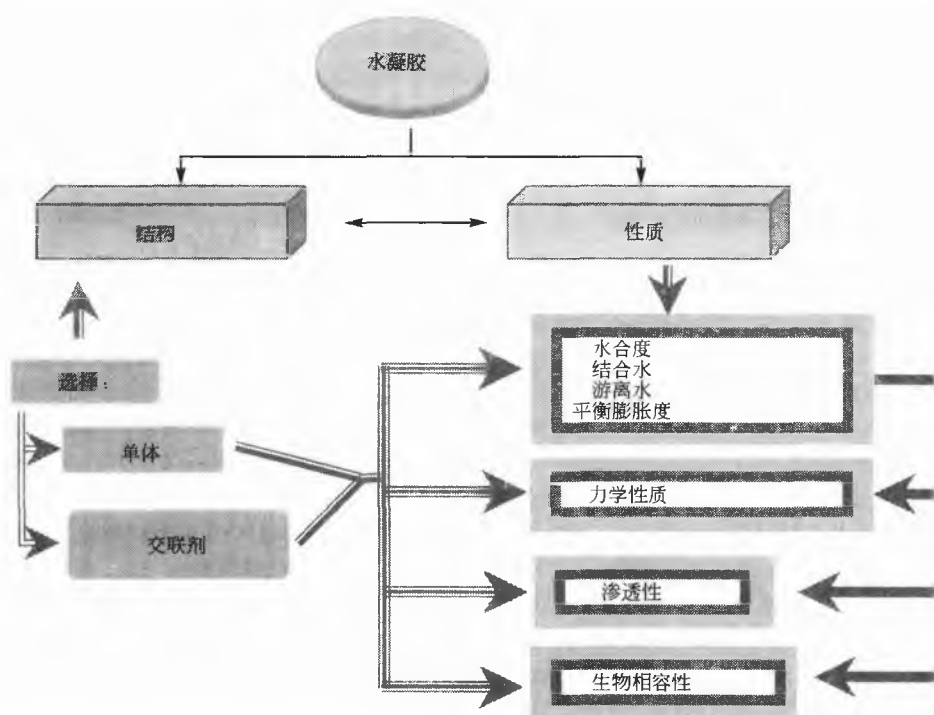 水凝胶
结构
性质
选择：
单体
交联剂
水合度
结合水
游离水
平衡膨胀度
力学性质
渗透性
生物相容性